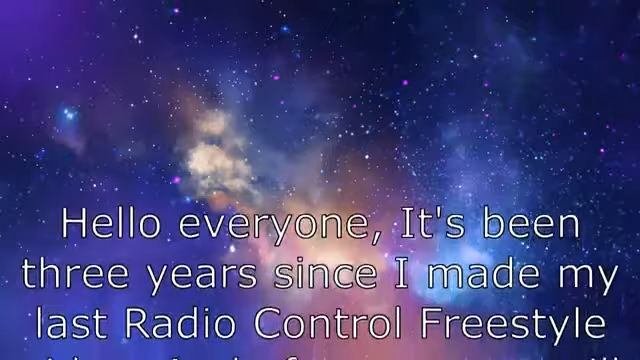 Hello everyone, It's been
three years since I made my
last Radio Control Freestyle